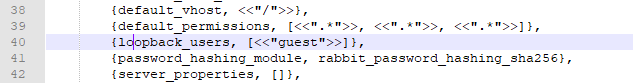 38 {default_vhost, <<"/">>},
39 {default_permissions, [<<".*">>, <<".*">>, <<".*">>]},
40 {loopback_users, [<<"guest">>]},
41 {password_hashing_module, rabbit_password_hashing_sha256},
42 {server_properties, []},